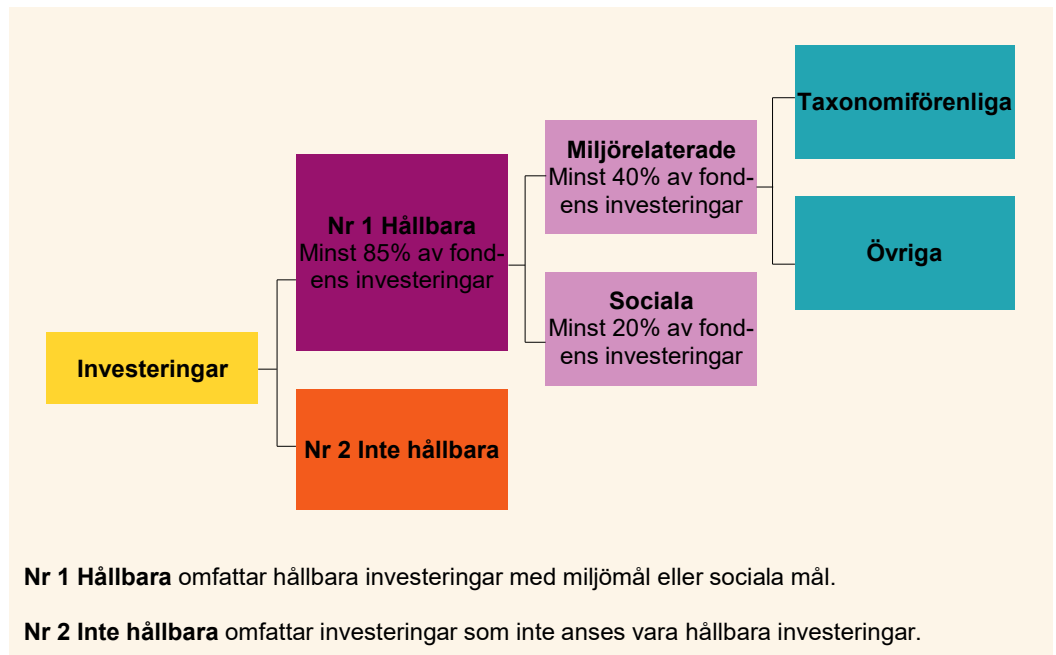 Investeringar
Nr 1 Hållbara
Minst 85% av fond-
ens investeringar
Nr 2 Inte hållbara
Miljörelaterade
Minst 40% av fond-
ens investeringar
Sociala
Minst 20% av fond-
ens investeringar
Taxonomiförenliga
Övriga
Nr 1 Hållbara omfattar hållbara investeringar med miljömål eller sociala mål.
Nr 2 Inte hållbara omfattar investeringar som inte anses vara hållbara investeringar.